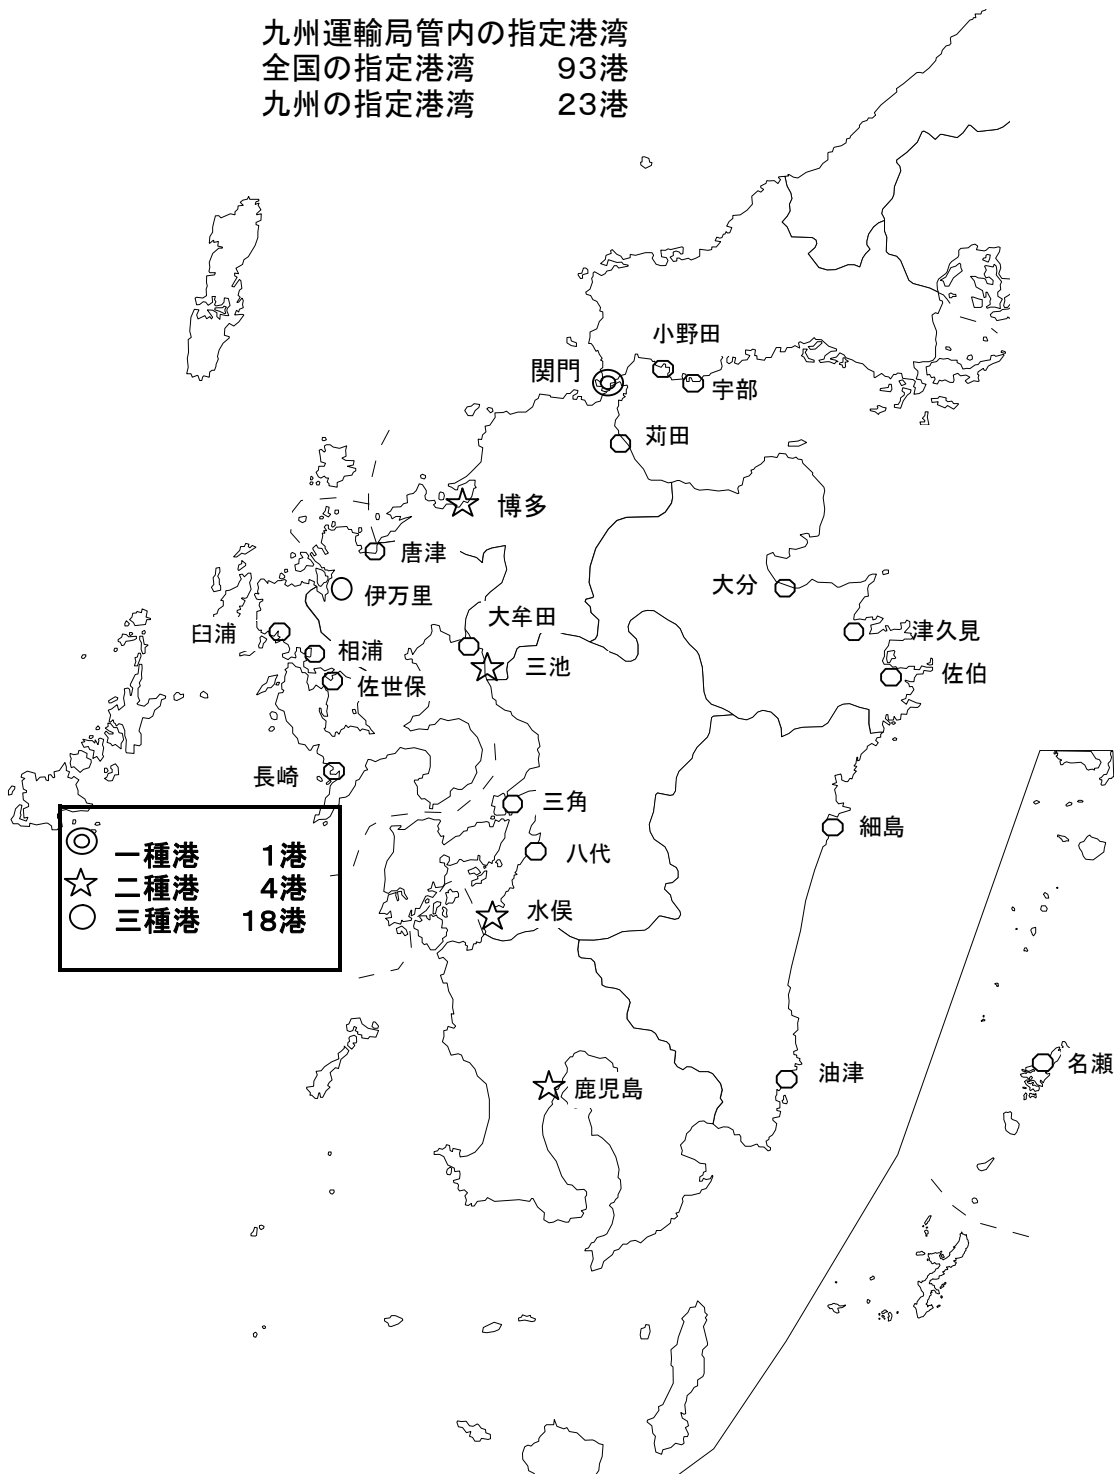 九州運輸局管内の指定港湾
全国の指定港湾 93港
九州の指定港湾 23港
小野田
関門
宇部
苅田
博多
唐津
伊万里
大分
大牟田
臼浦
相浦
津久見
三池
佐世保
佐伯
長崎
三角
細島
八代
一種港 1港
二種港 4港
三種港 18港
水俣
名瀬
油津
鹿児島